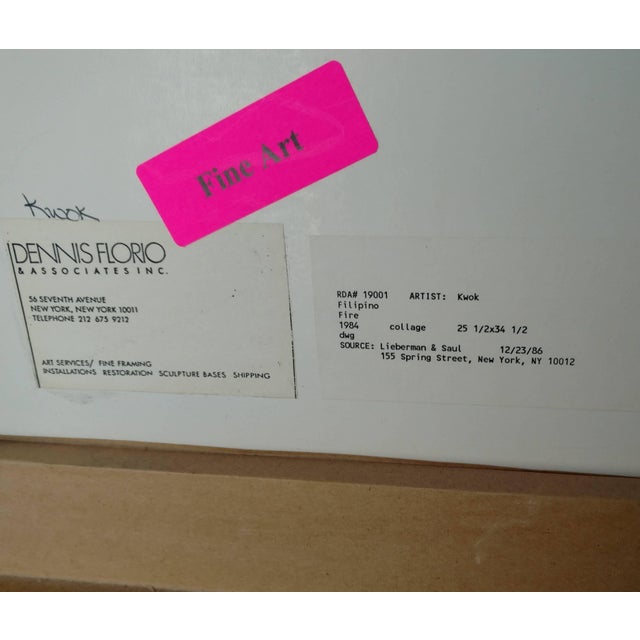 Fine Art
Kwok
DENNIS FLORIO
& ASSOCIATES INC.
56 SEVENTH AVENUE
NEW YORK, NEW YORK 10011
TELEPHONE 212 675 9212
ART SERVICES/ FINE FRAMING
INSTALLATIONS RESTORATION SCULPTURE BASES SHIPPING
RDA# 19001 ARTIST: Kwok
Filipino
Fire
1984 collage 25 1/2x34 1/2
dwg
SOURCE: Lieberman & Saul 12/23/86
155 Spring Street, New York, NY 10012